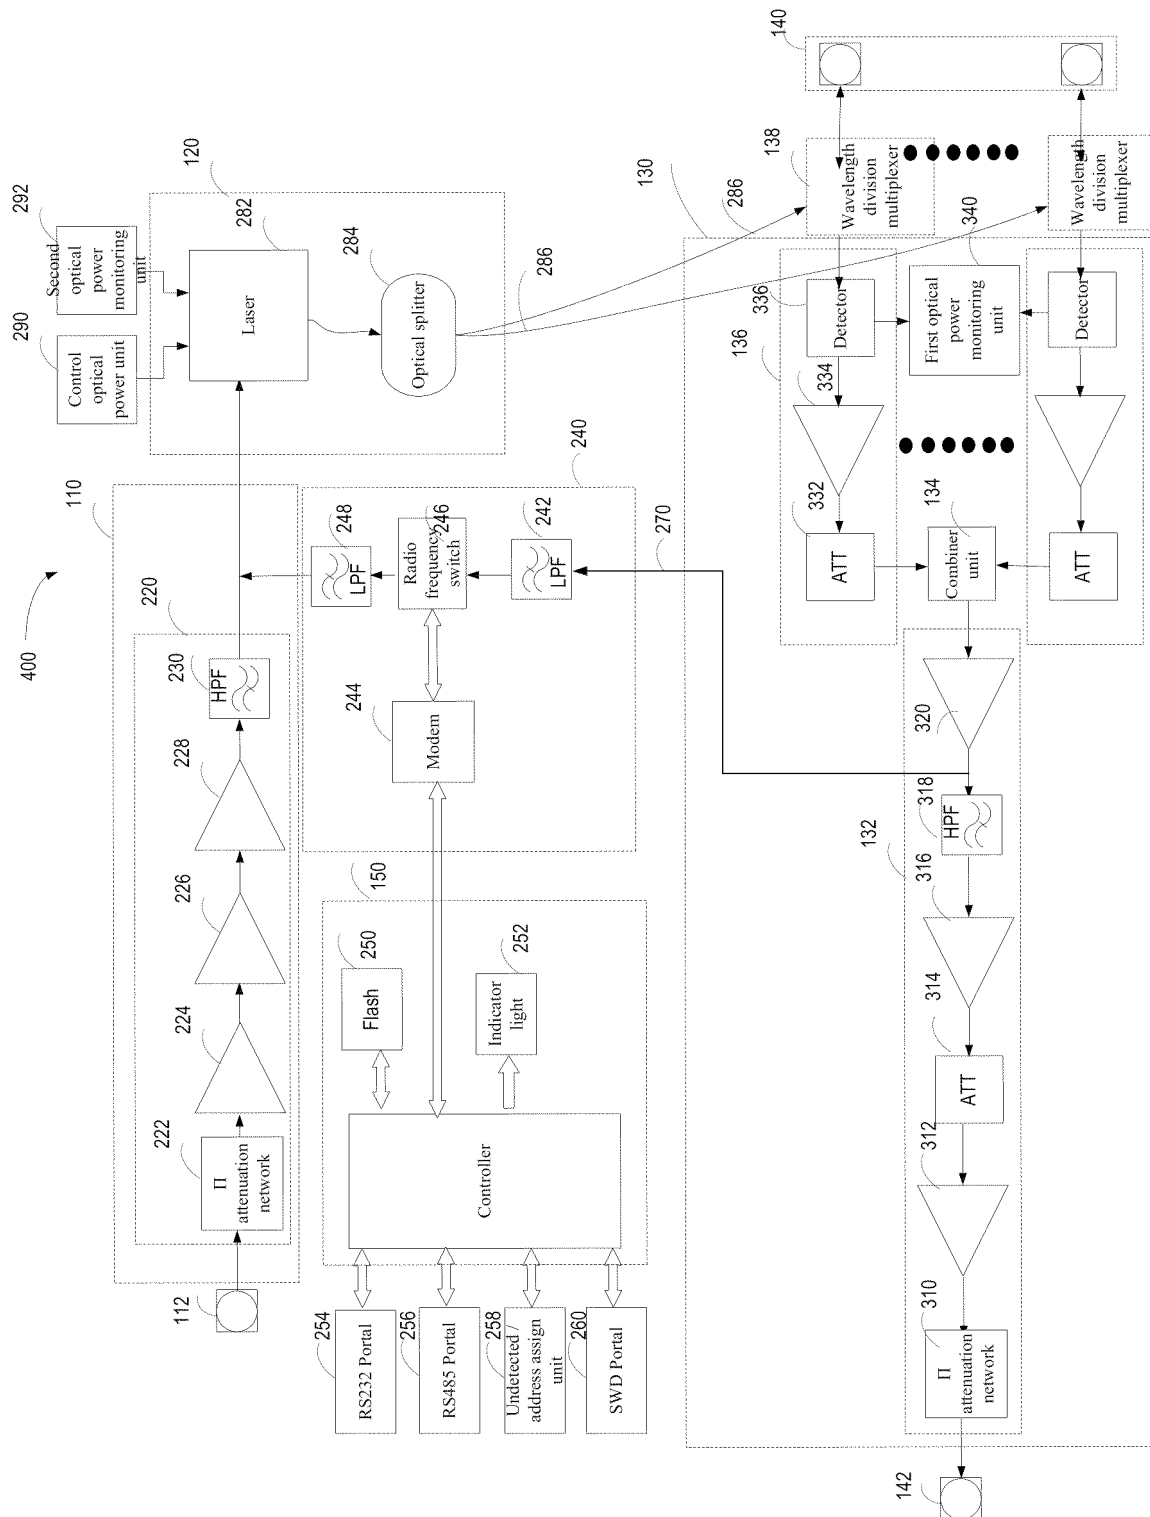 400
110
112
220
222
Π
attenuation
network
224
226
228
230
HPF
292
Second
optical
power
monitoring
unit
290
Control
optical
power unit
120
282
Laser
284
Optical splitter
286
286
240
248
LPF
246
Radio
frequency
switch
242
LPF
244
Modem
270
150
250
Flash
252
Indicator
light
Controller
254
RS232 Portal
256
RS485 Portal
258
Undetected /
address assign
unit
260
SWD Portal
140
138
Wavelength
division
multiplexer
Wavelength
division
multiplexer
130
340
First optical
power
monitoring
unit
336
Detector
Detector
136
334
332
ATT
ATT
134
Combiner
unit
320
132
318
HPF
316
314
ATT
312
310
Π
attenuation
network
142